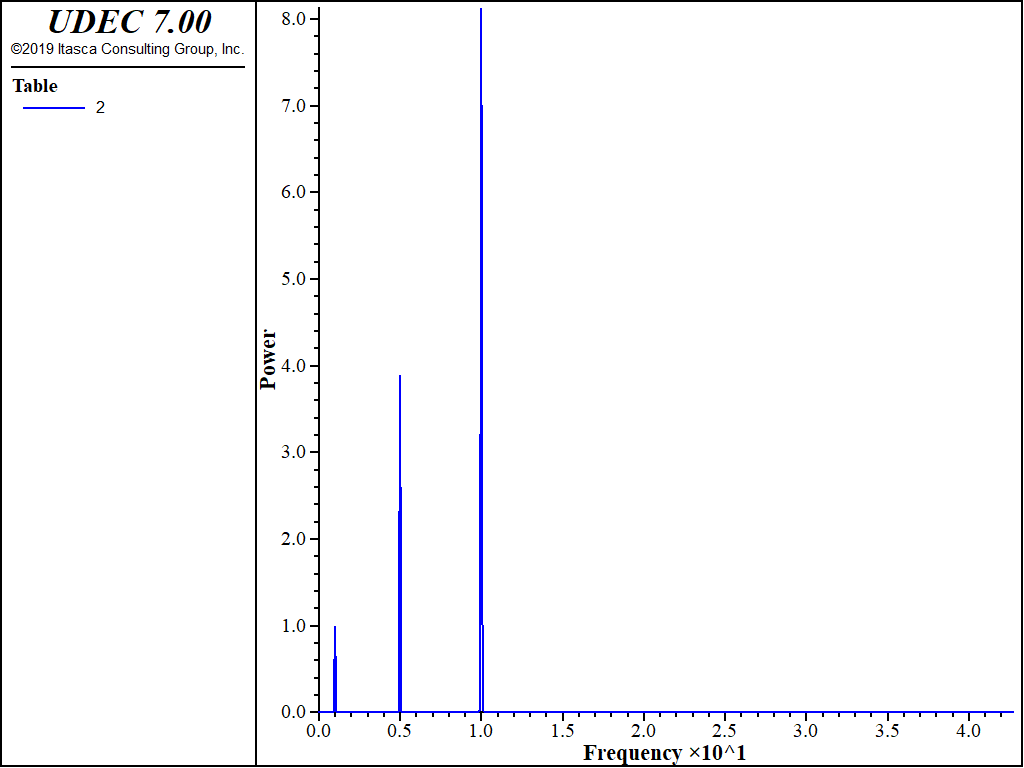 UDEC 7.00
©2019 Itasca Consulting Group, Inc.
Table
2
Power
8.0
7.0
6.0
5.0
4.0
3.0
2.0
1.0
0.0
0.0 0.5 1.0 1.5 2.0 2.5 3.0 3.5 4.0
Frequency ×10^1